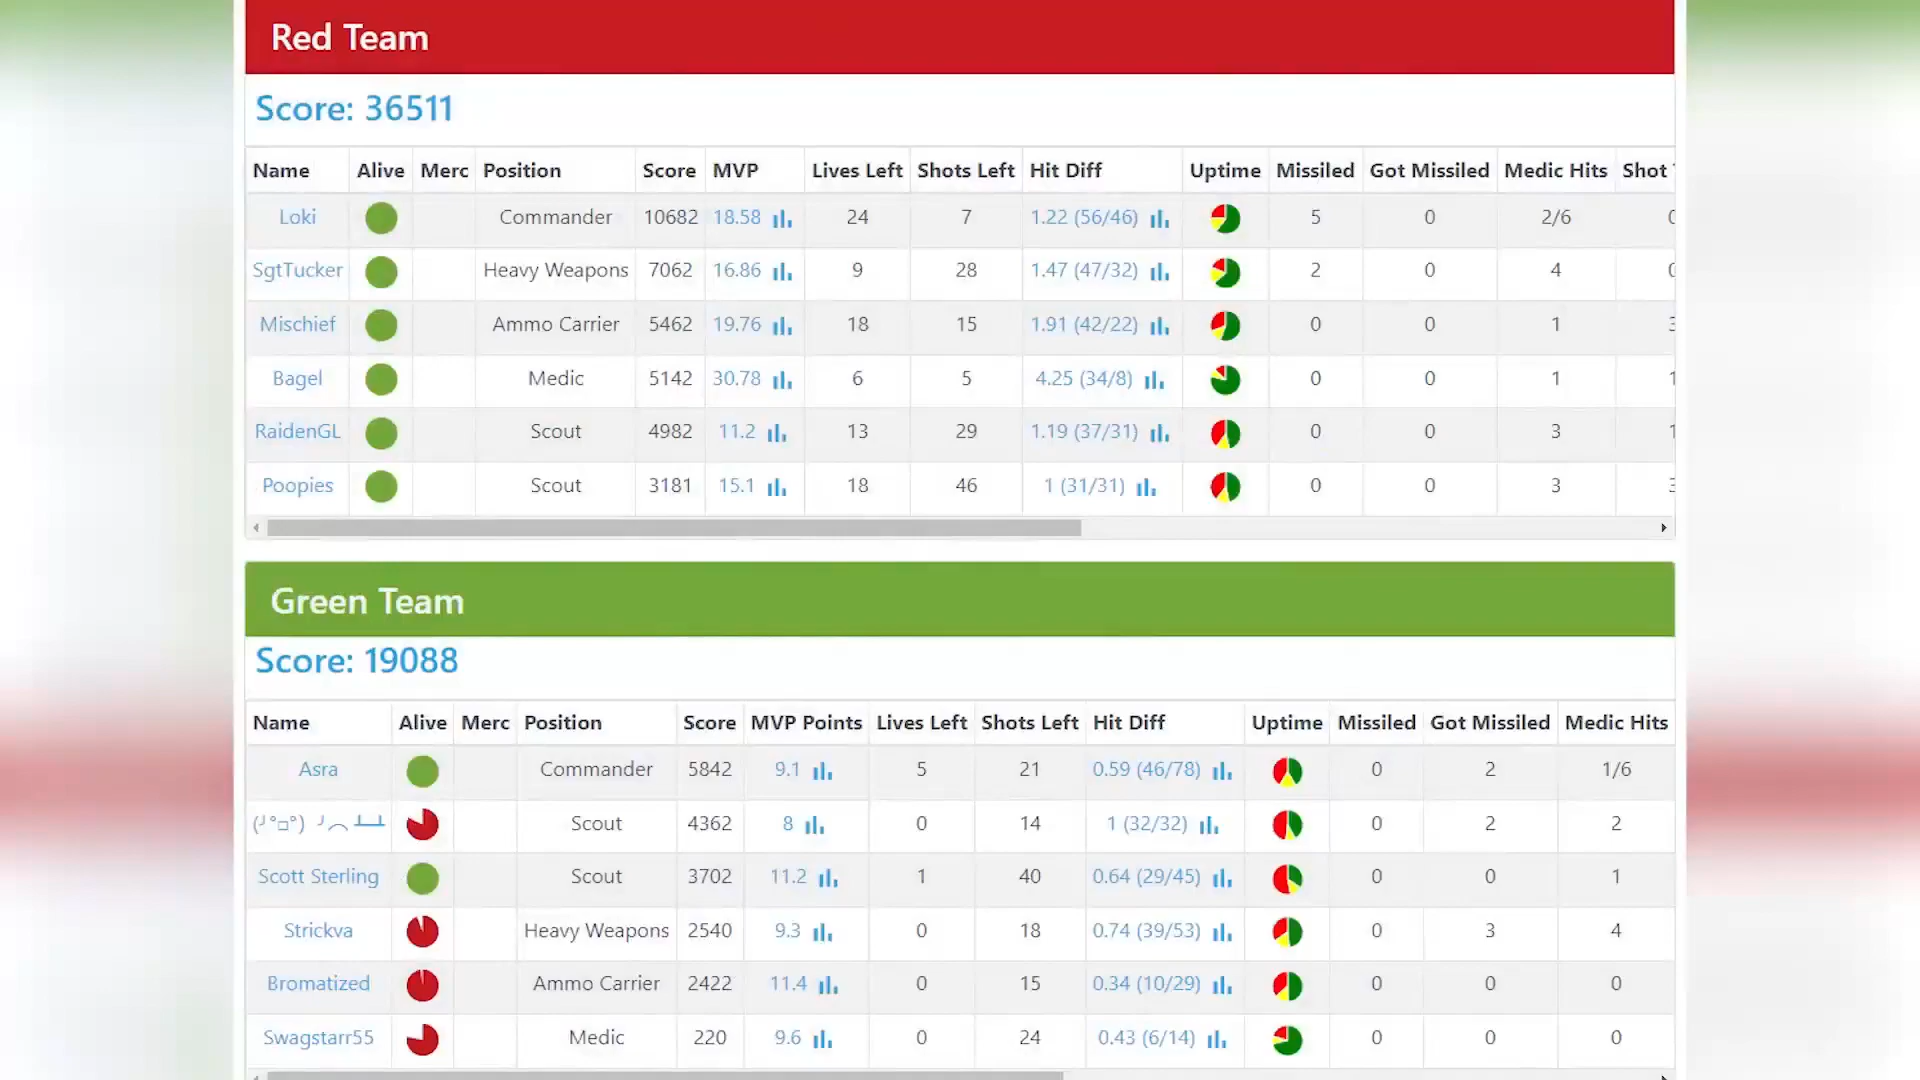 Red Team
Score: 36511
Name Alive Merc Position Score MVP Lives Left Shots Left Hit Diff Uptime Missiled Got Missiled Medic Hits Shot
Loki Commander 10682 18.58 24 7 1.22 (56/46) 5 0 2/6
SgtTucker Heavy Weapons 7062 16.86 9 28 1.47 (47/32) 2 0 4
Mischief Ammo Carrier 5462 19.76 18 15 1.91 (42/22) 0 0 1
Bagel Medic 5142 30.78 6 5 4.25 (34/8) 0 0 1
RaidenGL Scout 4982 11.2 13 29 1.19 (37/31) 0 0 3
Poopies Scout 3181 15.1 18 46 1 (31/31) 0 0 3
Green Team
Score: 19088
Name Alive Merc Position Score MVP Points Lives Left Shots Left Hit Diff Uptime Missiled Got Missiled Medic Hits
Asra Commander 5842 9.1 5 21 0.59 (46/78) 0 2 1/6
(╯°□°)╯︵ ┻━┻ Scout 4362 8 0 14 1 (32/32) 0 2 2
Scott Sterling Scout 3702 11.2 1 40 0.64 (29/45) 0 0 1
Strickva Heavy Weapons 2540 9.3 0 18 0.74 (39/53) 0 3 4
Bromatized Ammo Carrier 2422 11.4 0 15 0.34 (10/29) 0 0 0
Swagstarr55 Medic 220 9.6 0 24 0.43 (6/14) 0 0 0